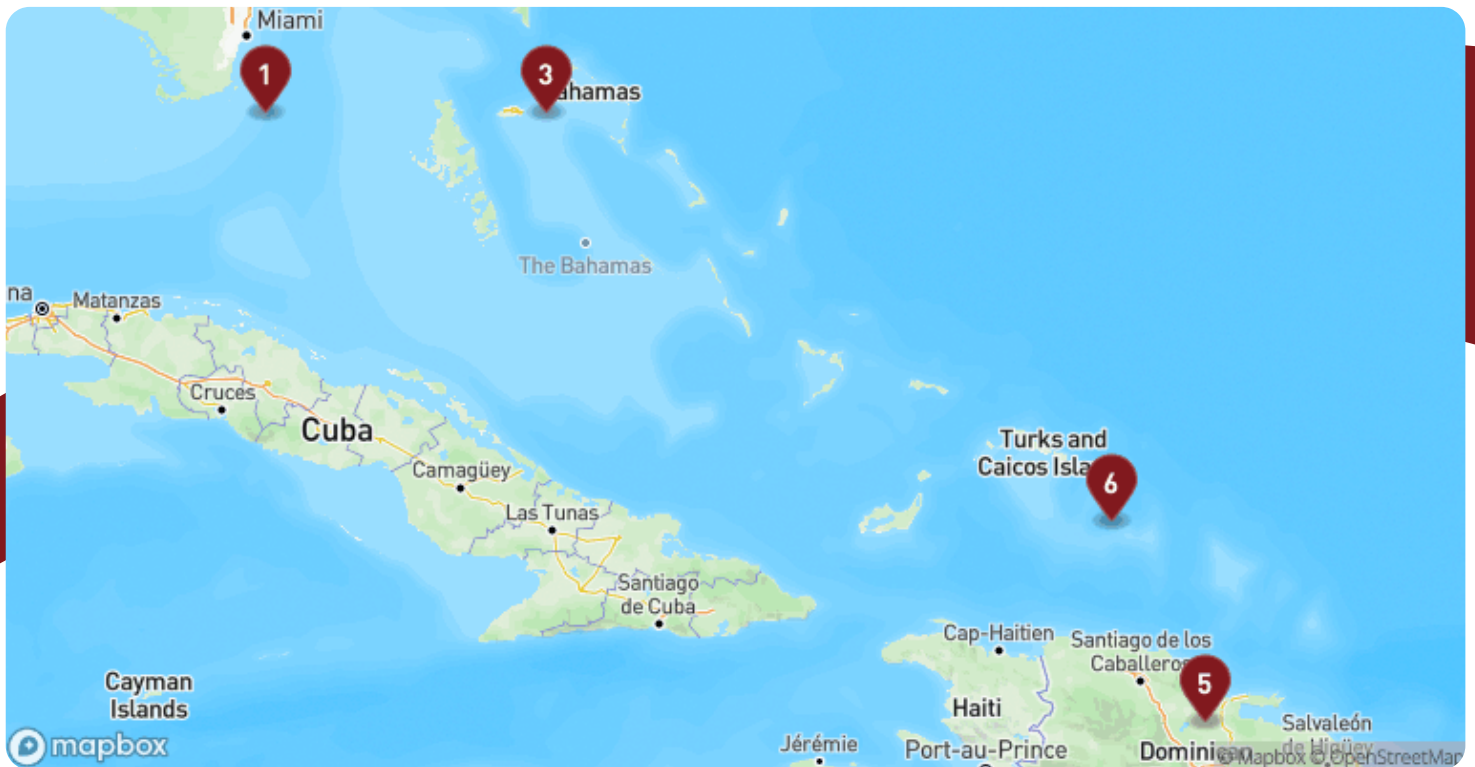 Miami
1
3
ahamas
The Bahamas
na
Matanzas
Cruces
Cuba
Camagüey
Las Tunas
Turks and
Caicos Isla
6
Santiago
de Cuba
Cap-Haitien
Santiago de los
Caballeros
5
Cayman
Islands
Haiti
Salvaleón
de Higüey
Jérémie
Port-au-Prince
Dominican
mapbox
© Mapbox © OpenStreetMap